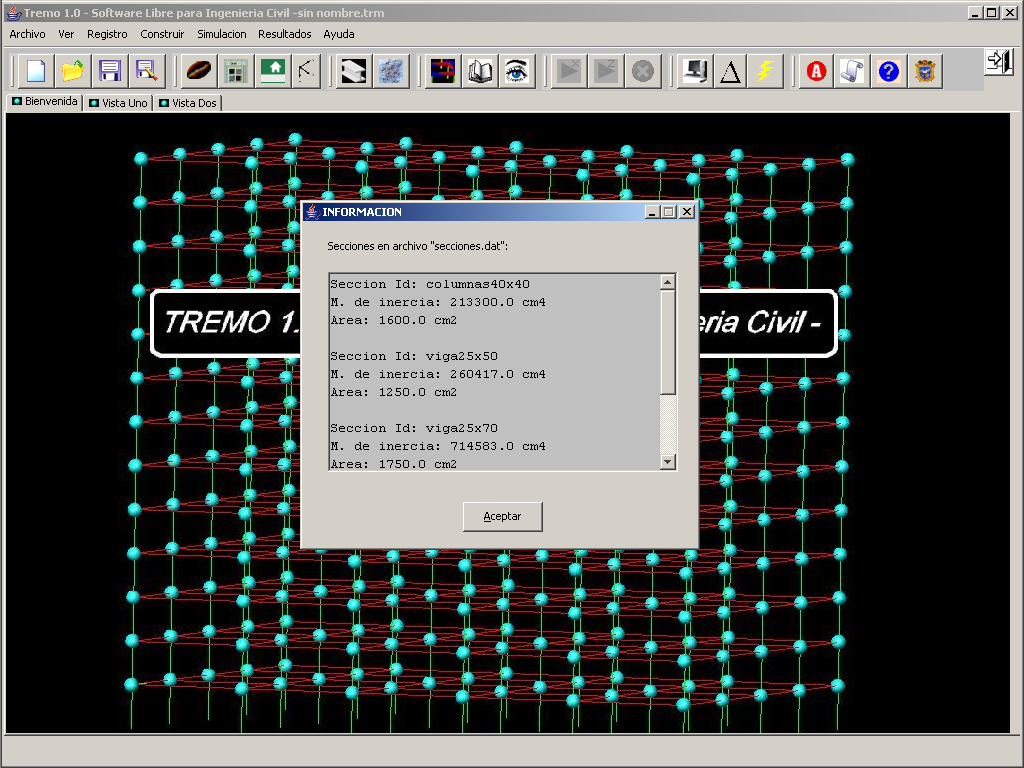 Tremo 1.0 - Software Libre para Ingenieria Civil -sin nombre.trm
Archivo Ver Registro Construir Simulacion Resultados Ayuda
Bienvenida Vista Uno Vista Dos
INFORMACION
Secciones en archivo "secciones.dat":
Seccion Id: columnas40x40
M. de inercia: 213300.0 cm4
Area: 1600.0 cm2
Seccion Id: viga25x50
M. de inercia: 260417.0 cm4
Area: 1250.0 cm2
Seccion Id: viga25x70
M. de inercia: 714583.0 cm4
Area: 1750.0 cm2
TREMO 1. eria Civil -
Aceptar